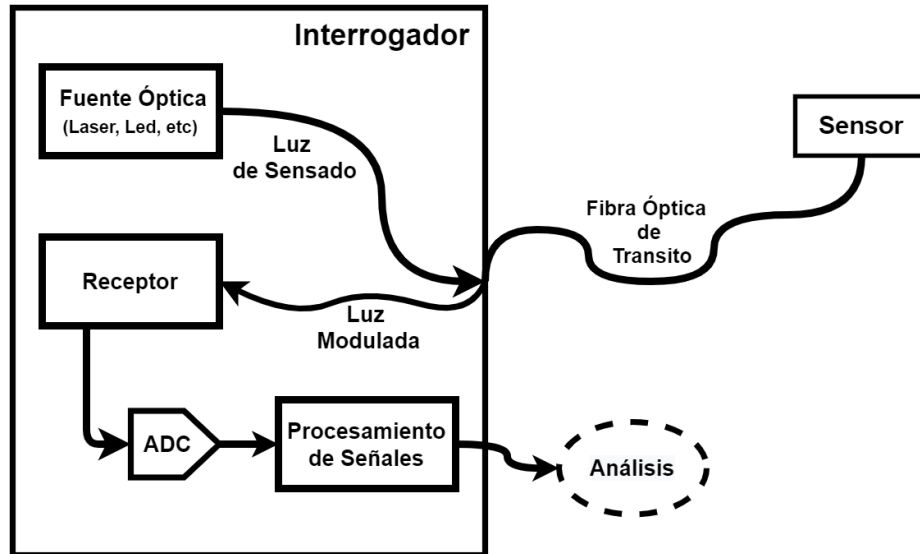 Interrogador
Fuente Óptica
(Laser, Led, etc)
Luz
de Sensado
Sensor
Fibra Óptica
de
Transito
Receptor
Luz
Modulada
ADC
Procesamiento
de Señales
Análisis